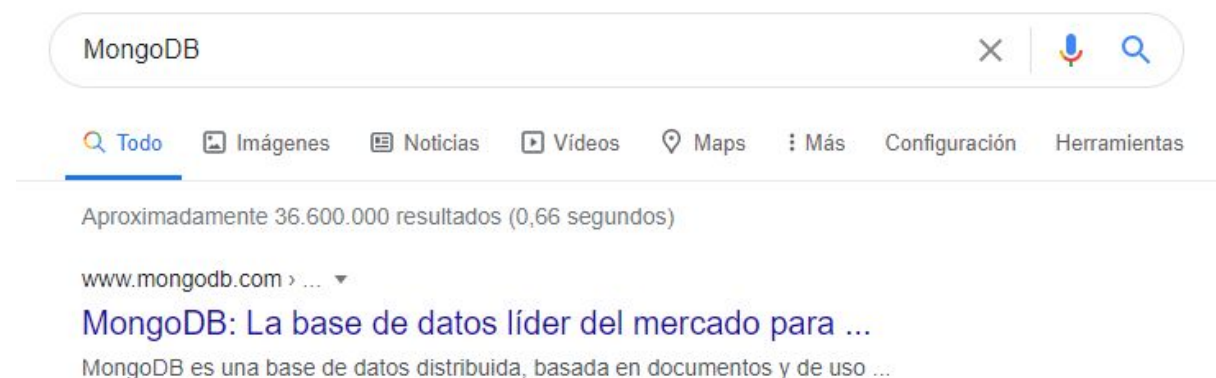 MongoDB
Todo Imágenes Noticias Vídeos Maps Más Configuración Herramientas
Aproximadamente 36.600.000 resultados (0,66 segundos)
www.mongodb.com › ...
MongoDB: La base de datos líder del mercado para ...
MongoDB es una base de datos distribuida, basada en documentos y de uso ...